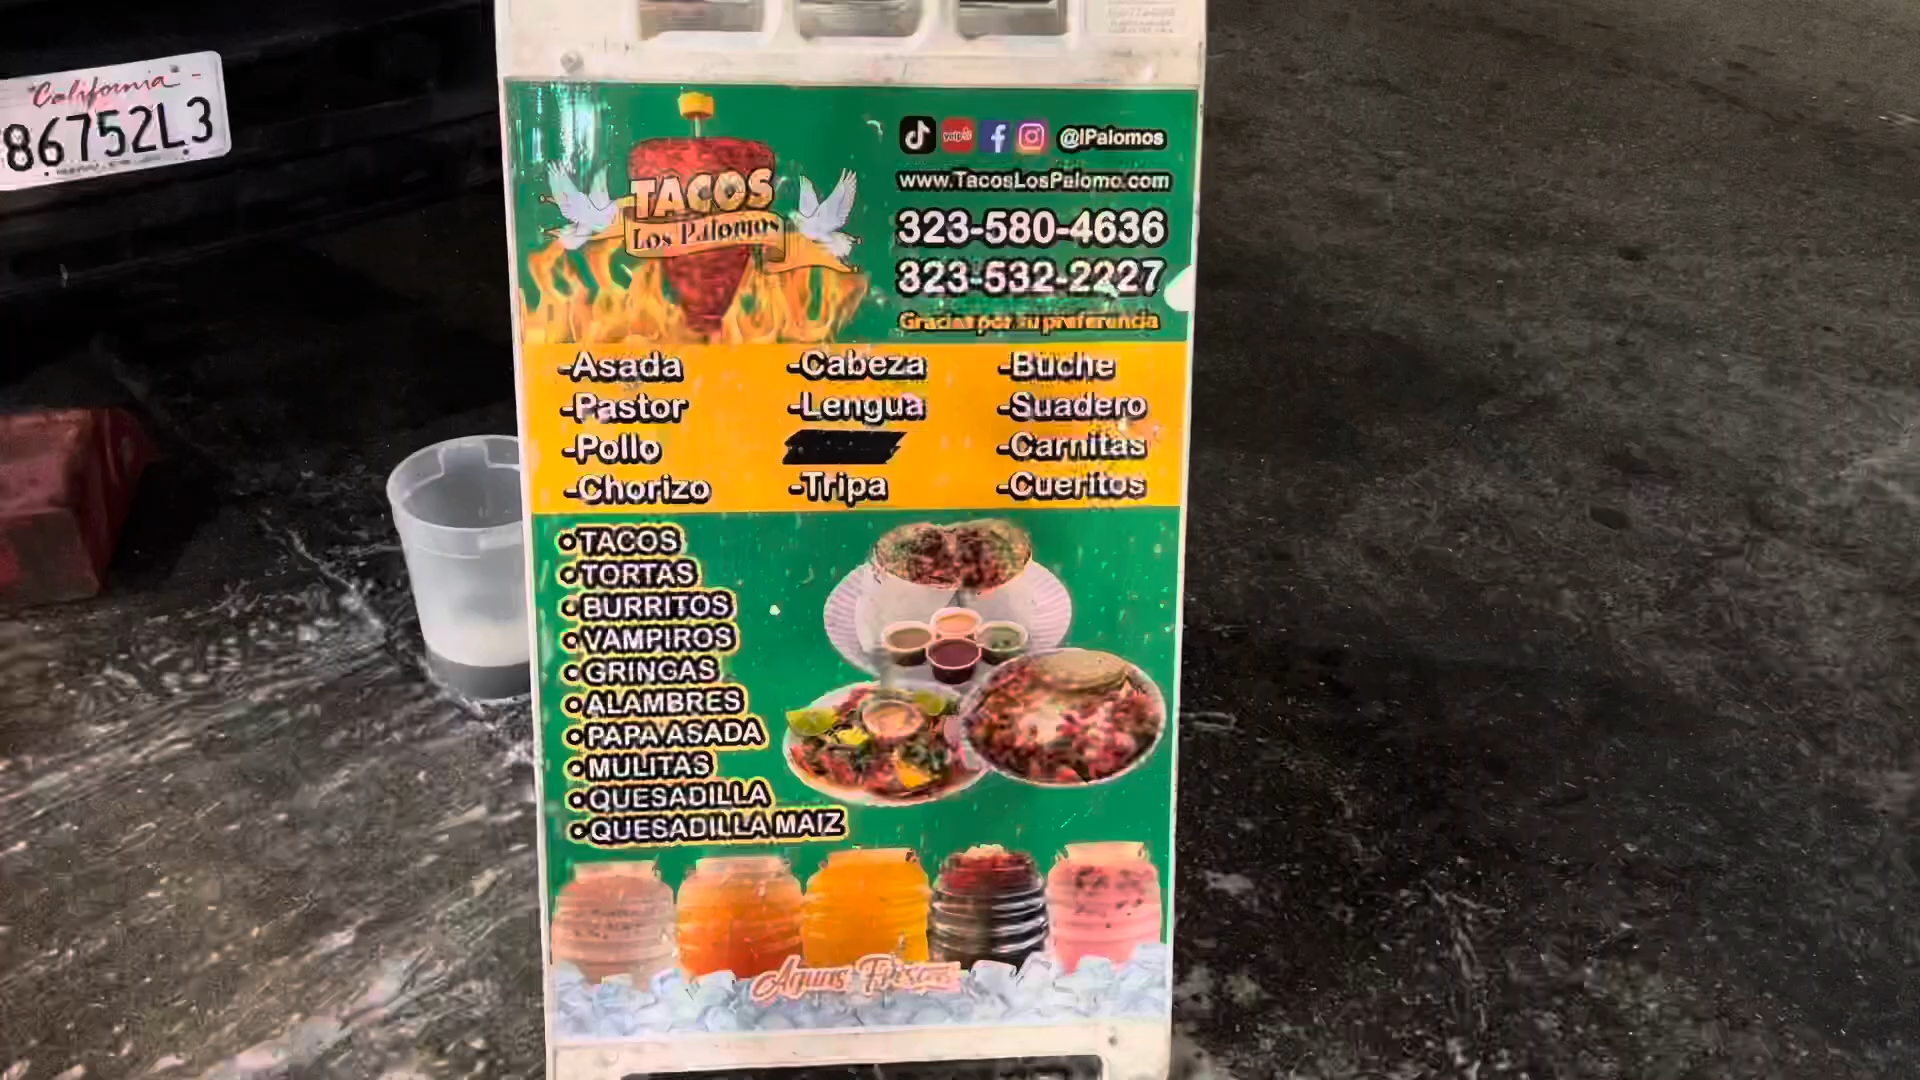 California
86752L3
TACOS
Los Palomos
@lPalomos
www.TacosLosPalomo.com
323-580-4636
323-532-2227
Gracias por su preferencia
-Asada
-Pastor
-Pollo
-Chorizo
-Cabeza
-Lengua
-Tripa
-Buche
-Suadero
-Carnitas
-Cueritos
•TACOS
•TORTAS
•BURRITOS
•VAMPIROS
•GRINGAS
•ALAMBRES
•PAPA ASADA
•MULITAS
•QUESADILLA
•QUESADILLA MAIZ
Aguas Frescas